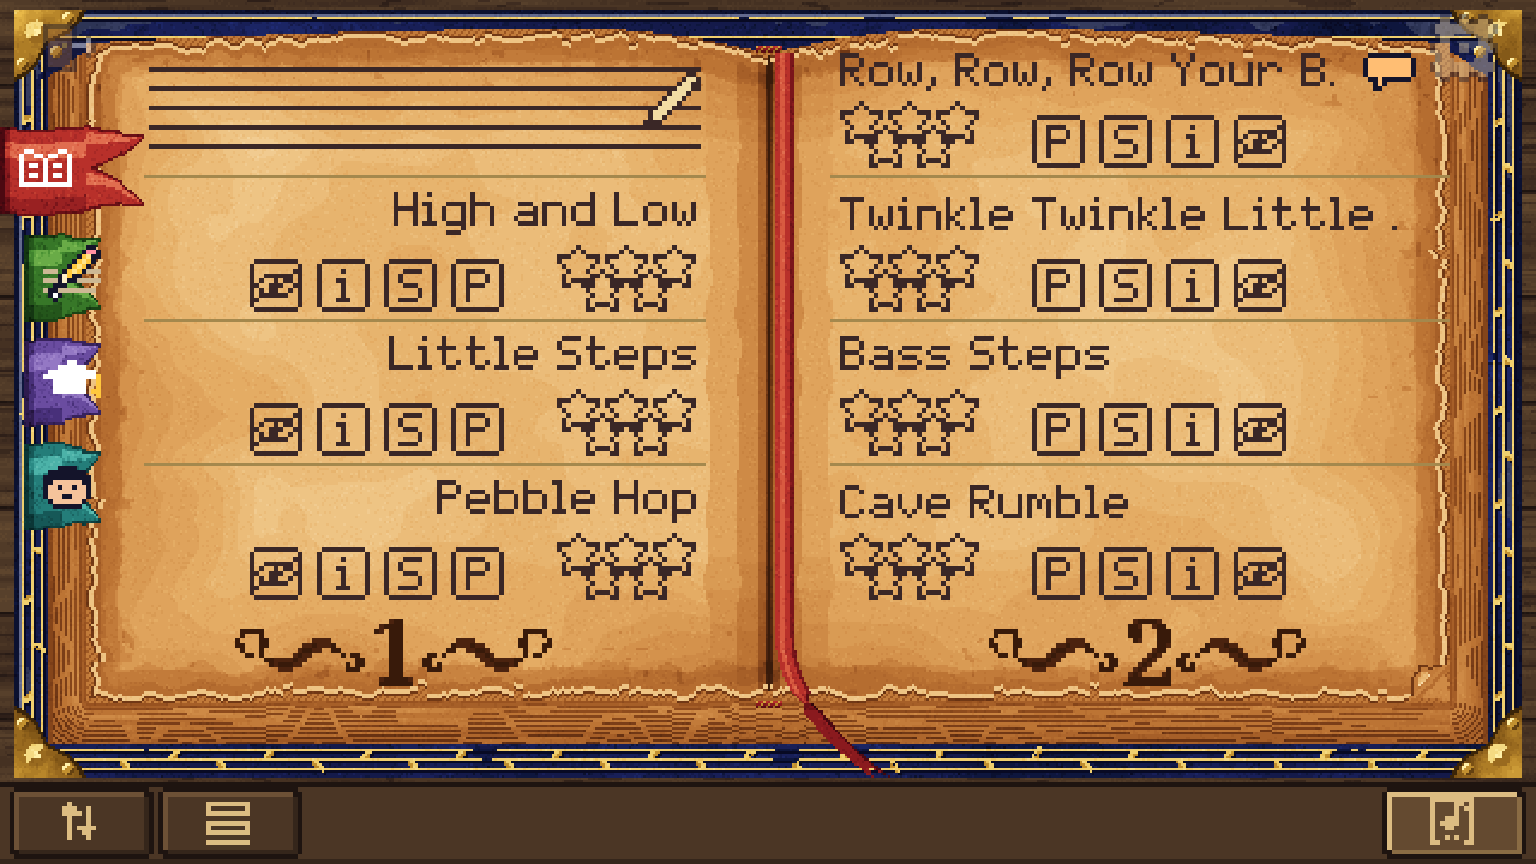 High and Low
i S P
Little Steps
i S P
Pebble Hop
i S P
1
Row, Row, Row Your B.
P S i
Twinkle Twinkle Little .
P S i
Bass Steps
P S i
Cave Rumble
P S i
2